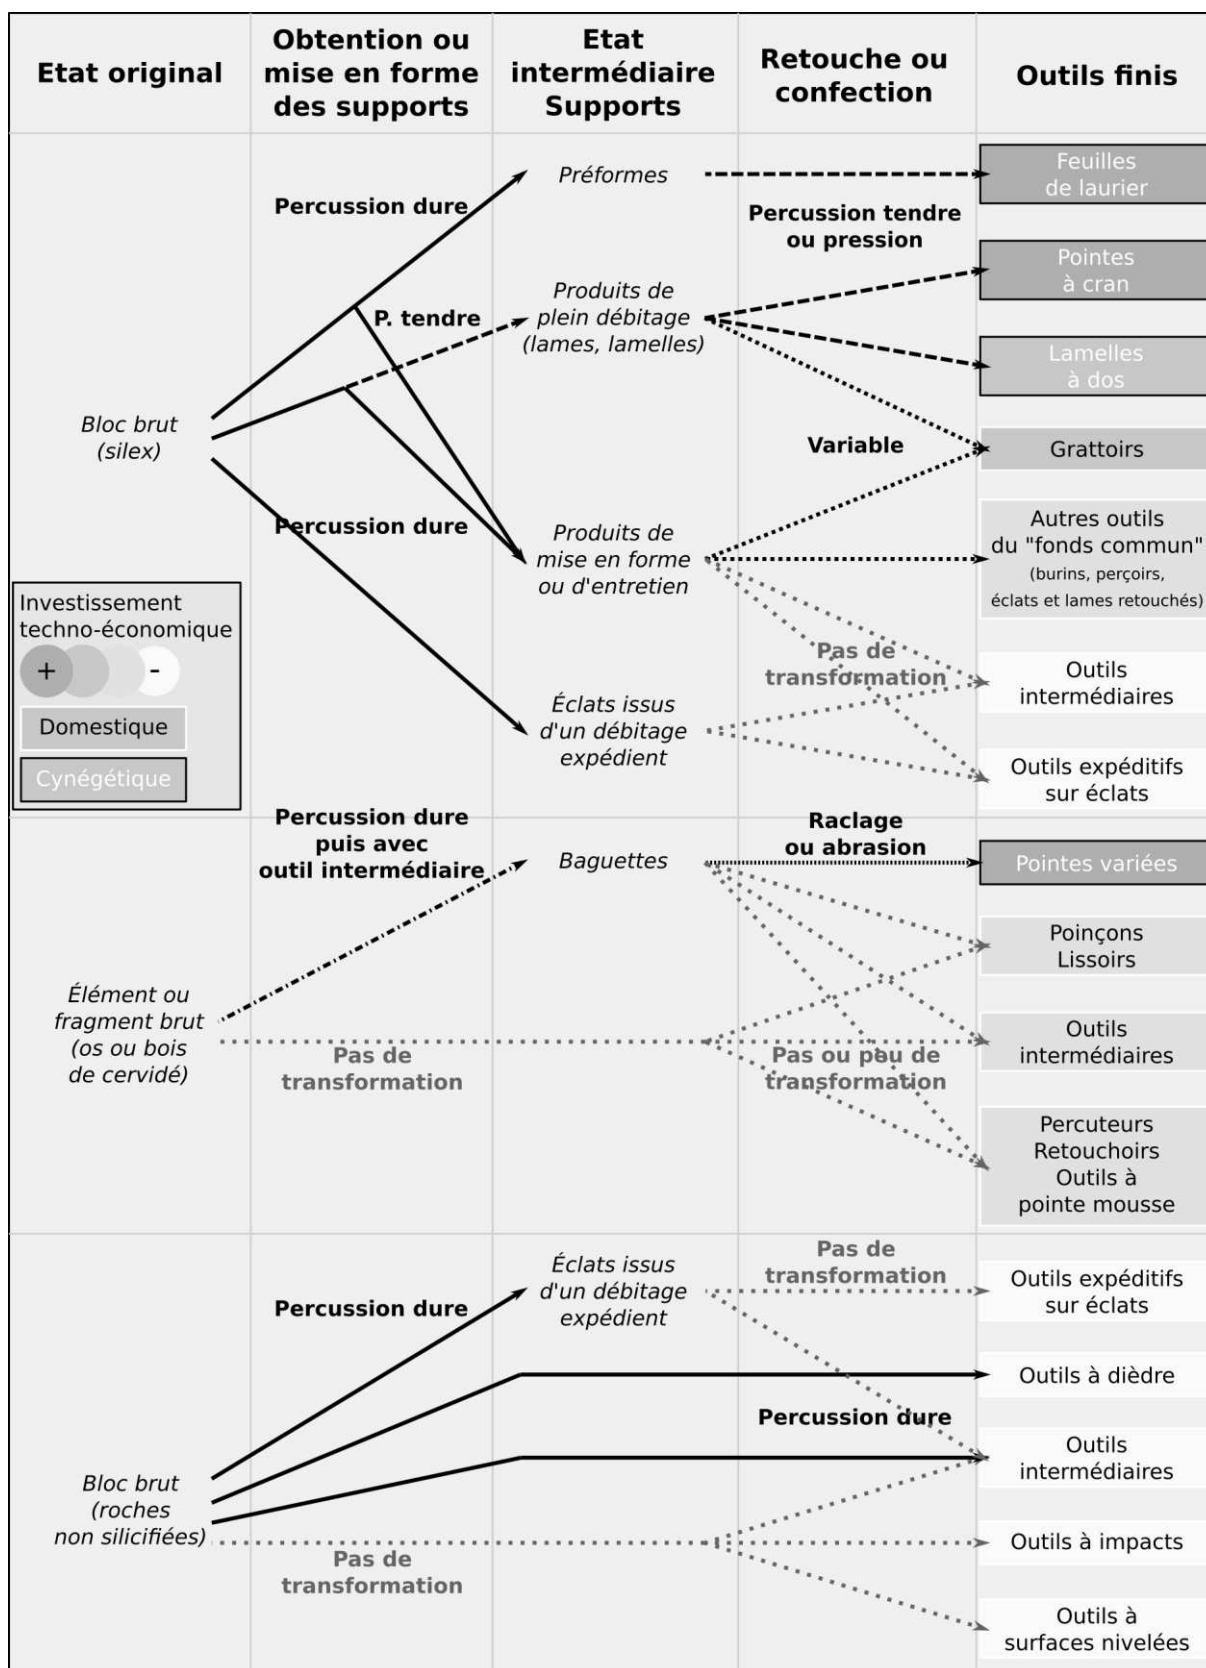 Etat original
Obtention ou
mise en forme
des supports
Etat
intermédiaire
Supports
Retouche ou
confection
Outils finis
Percussion dure
Préformes
Feuilles
de laurier
Percussion tendre
ou pression
P. tendre
Produits de
plein débitage
(lames, lamelles)
Pointes
à cran
Lamelles
à dos
Bloc brut
(silex)
Variable
Grattoirs
Percussion dure
Produits de
mise en forme
ou d'entretien
Autres outils
du "fonds commun"
(burins, perçoirs,
éclats et lames retouchés)
Pas de
transformation
Outils
intermédiaires
Éclats issus
d'un débitage
expédient
Outils expéditifs
sur éclats
Investissement
techno-économique
+
-
Domestique
Cynégétique
Percussion dure
puis avec
outil intermédiaire
Baguettes
Raclage
ou abrasion
Pointes variées
Poinçons
Lissoirs
Élément ou
fragment brut
(os ou bois
de cervidé)
Pas de
transformation
Pas ou peu de
transformation
Outils
intermédiaires
Percuteurs
Retouchoirs
Outils à
pointe mousse
Percussion dure
Éclats issus
d'un débitage
expédient
Pas de
transformation
Outils expéditifs
sur éclats
Outils à dièdre
Percussion dure
Outils
intermédiaires
Bloc brut
(roches
non silicifiées)
Pas de
transformation
Outils à impacts
Outils à
surfaces nivelées